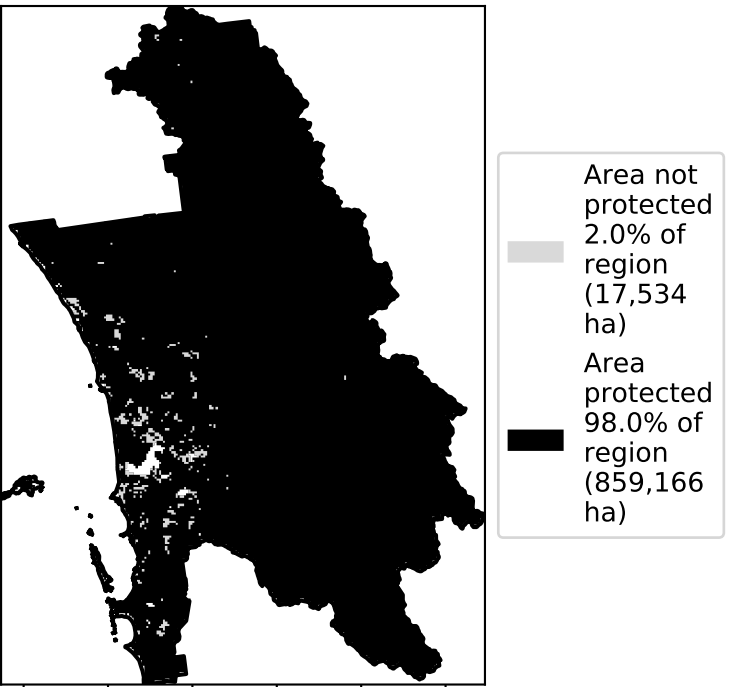 Area not
protected
2.0% of
region
(17,534
ha)
Area
protected
98.0% of
region
(859,166
ha)